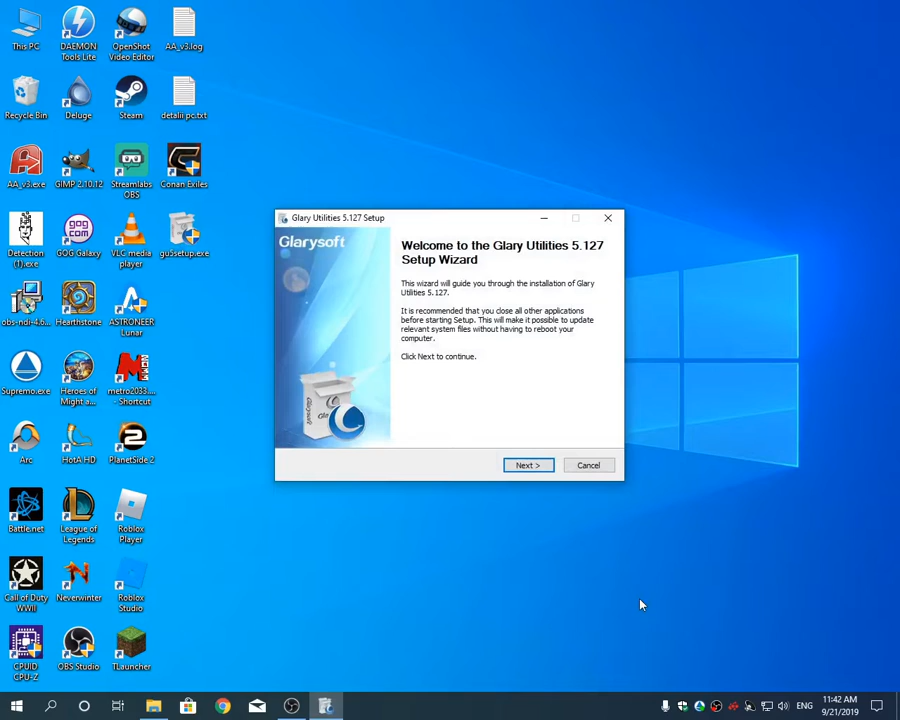 This PC
DAEMON
Tools Lite
OpenShot
Video Editor
AA_v3.log
Recycle Bin
Deluge
Steam
detalii pc.txt
AA_v3.exe
GIMP 2.10.12
Streamlabs
OBS
Conan Exiles
Detection
(1).exe
GOG Galaxy
VLC media
player
gu5setup.exe
obs-ndi-4.6...
Hearthstone
ASTRONEER
Lunar
Supremo.exe
Heroes of
Might a...
metro2033....
- Shortcut
Arc
HotA HD
PlanetSide 2
Battle.net
League of
Legends
Roblox
Player
Call of Duty
WWII
Neverwinter
Roblox
Studio
CPUID
CPU-Z
OBS Studio
TLauncher
Glary Utilities 5.127 Setup
Glarysoft
Welcome to the Glary Utilities 5.127
Setup Wizard
This wizard will guide you through the installation of Glary
Utilities 5.127.
It is recommended that you close all other applications
before starting Setup. This will make it possible to update
relevant system files without having to reboot your
computer.
Click Next to continue.
Next >
Cancel
ENG
11:42 AM
9/21/2019